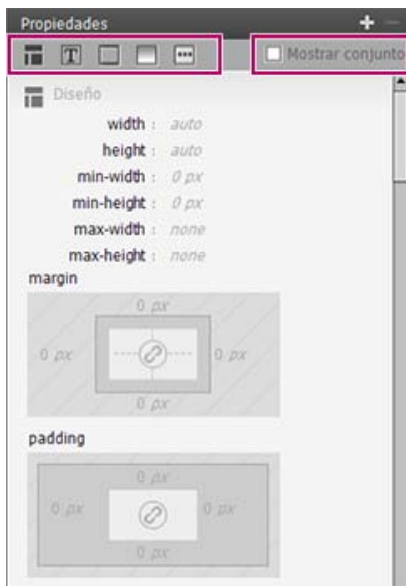 Propiedades
T
Mostrar conjunto
Diseño
width : auto
height : auto
min-width : 0 px
min-height : 0 px
max-width : none
max-height : none
margin
0 px
0 px 0 px
0 px
padding
0 px
0 px 0 px
0 px